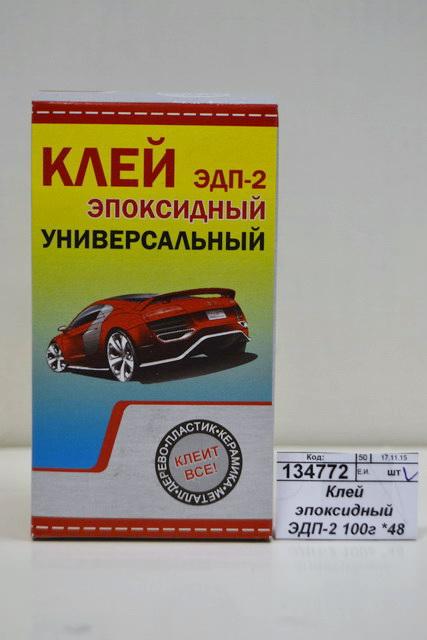 КЛЕЙ ЭДП-2
ЭПОКСИДНЫЙ
УНИВЕРСАЛЬНЫЙ
ДЕРЕВО•ПЛАСТИК•КЕРАМИКА•МЕТАЛЛ•
КЛЕИТ
ВСЕ!
Код: 50 17.11.15
134772 Е.И. шт
Клей
эпоксидный
ЭДП-2 100г *48